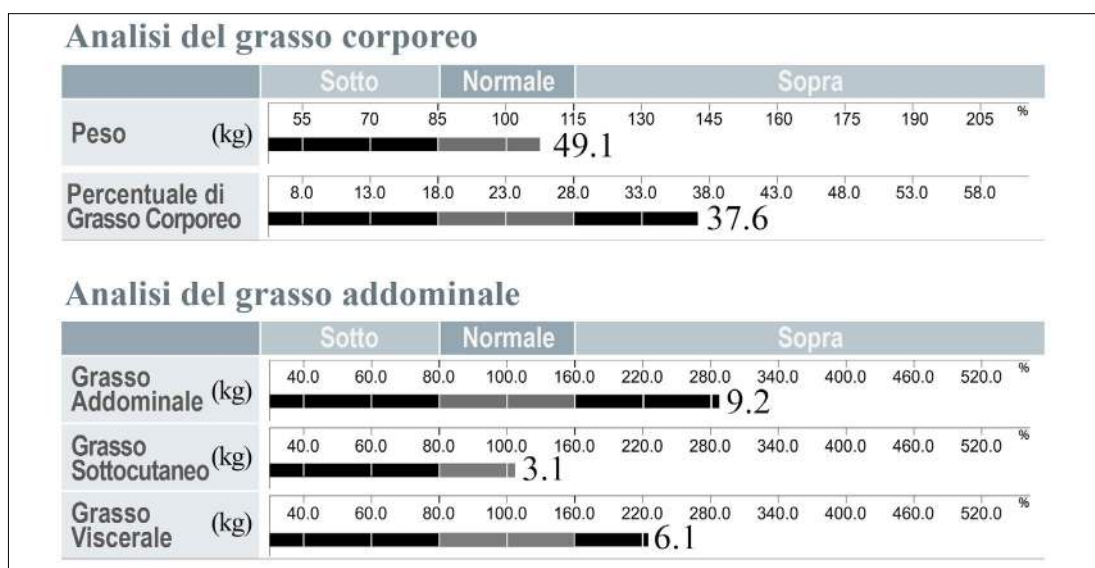 Analisi del grasso corporeo
Sotto Normale Sopra
Peso (kg) 55 70 85 100 115 130 145 160 175 190 205 %
49.1
Percentuale di
Grasso Corporeo
8.0 13.0 18.0 23.0 28.0 33.0 38.0 43.0 48.0 53.0 58.0
37.6
Analisi del grasso addominale
Sotto Normale Sopra
Grasso
Addominale (kg)
40.0 60.0 80.0 100.0 160.0 220.0 280.0 340.0 400.0 460.0 520.0 %
9.2
Grasso
Sottocutaneo (kg)
40.0 60.0 80.0 100.0 160.0 220.0 280.0 340.0 400.0 460.0 520.0 %
3.1
Grasso
Viscerale (kg)
40.0 60.0 80.0 100.0 160.0 220.0 280.0 340.0 400.0 460.0 520.0 %
6.1